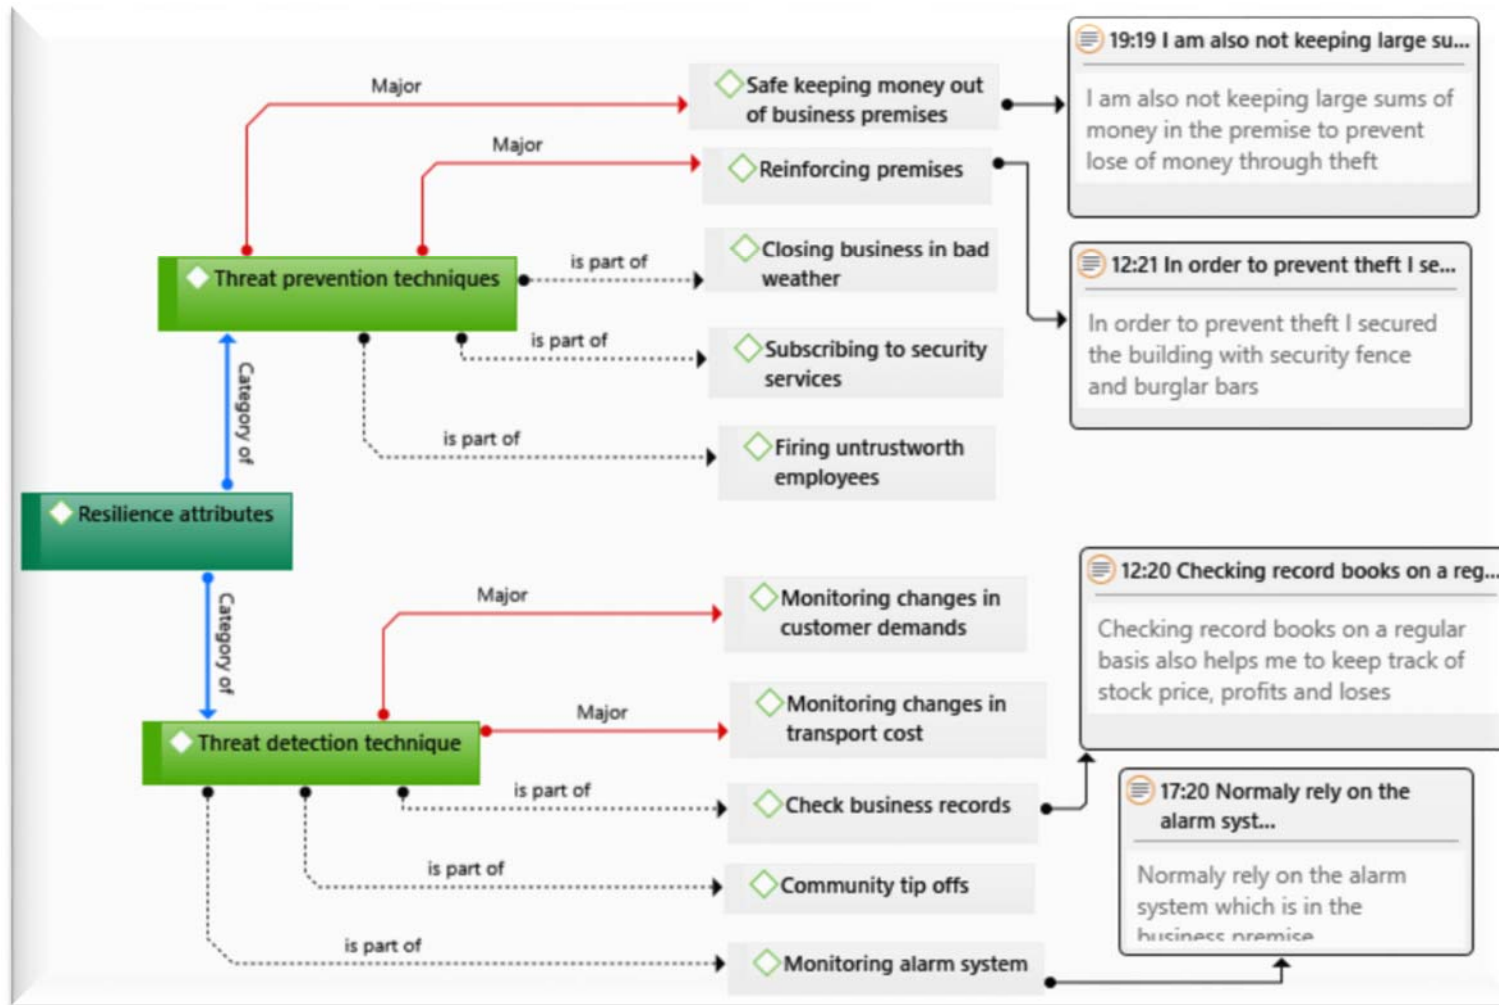 19:19 I am also not keeping large su...
I am also not keeping large sums of
money in the premise to prevent
lose of money through theft
Major
Safe keeping money out
of business premises
Major
Reinforcing premises
12:21 In order to prevent theft I se...
In order to prevent theft I secured
the building with security fence
and burglar bars
Threat prevention techniques
is part of
Closing business in bad
weather
is part of
Subscribing to security
services
is part of
Firing untrustworth
employees
Category of
Resilience attributes
Category of
Major
Monitoring changes in
customer demands
12:20 Checking record books on a reg...
Checking record books on a regular
basis also helps me to keep track of
stock price, profits and loses
Threat detection technique
Major
Monitoring changes in
transport cost
is part of
Check business records
17:20 Normaly rely on the
alarm syst...
Normaly rely on the alarm
system which is in the
business premise
is part of
Community tip offs
is part of
Monitoring alarm system